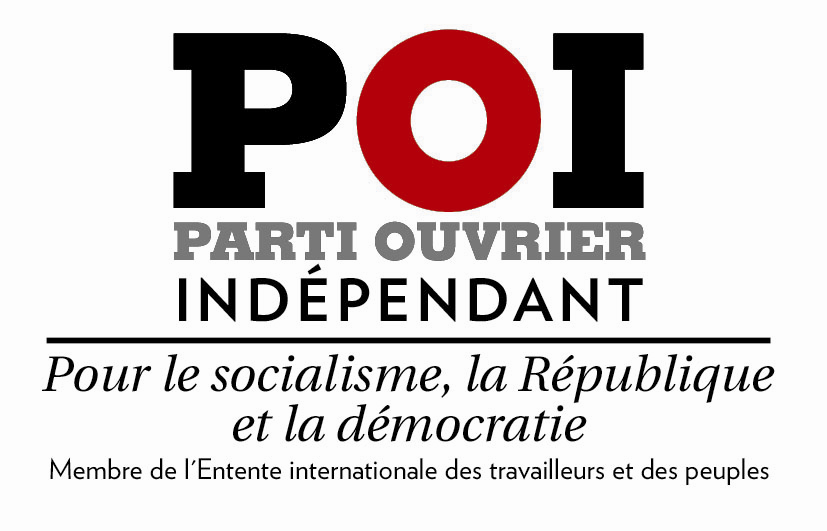 POI
PARTI OUVRIER
INDÉPENDANT
Pour le socialisme, la République
et la démocratie
Membre de l'Entente internationale des travailleurs et des peuples